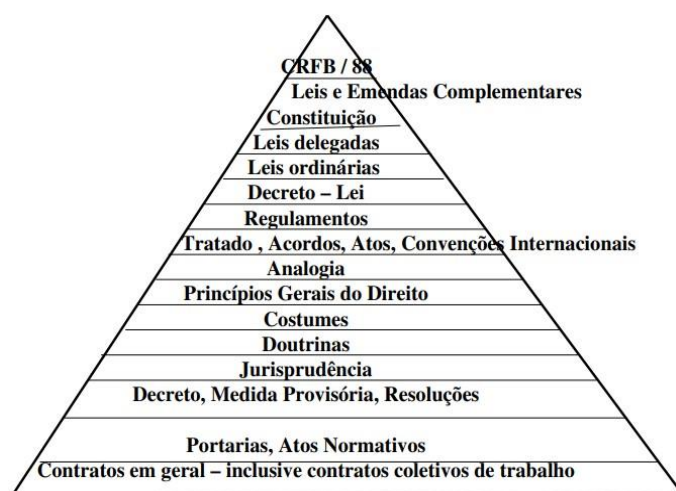 CRFB / 88
Leis e Emendas Complementares
Constituição
Leis delegadas
Leis ordinárias
Decreto – Lei
Regulamentos
Tratado , Acordos, Atos, Convenções Internacionais
Analogia
Princípios Gerais do Direito
Costumes
Doutrinas
Jurisprudência
Decreto, Medida Provisória, Resoluções
Portarias, Atos Normativos
Contratos em geral – inclusive contratos coletivos de trabalho